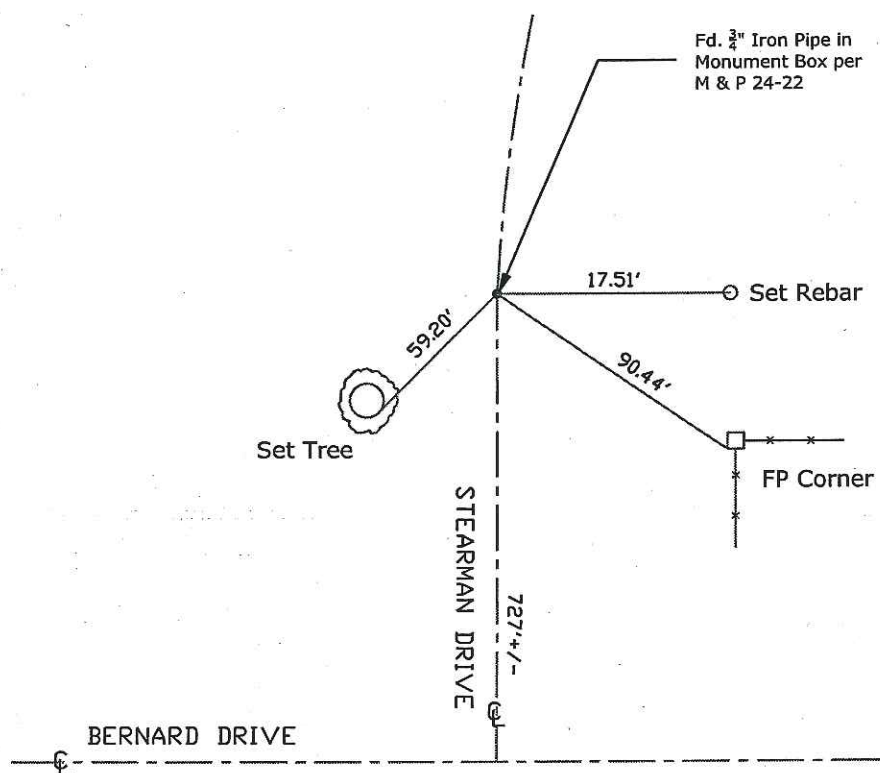 Fd. ¾" Iron Pipe in
Monument Box per
M & P 24-22
17.51'
Set Rebar
59.20'
90.44'
Set Tree
FP Corner
STEARMAN DRIVE
727'+/-
℄
BERNARD DRIVE
℄